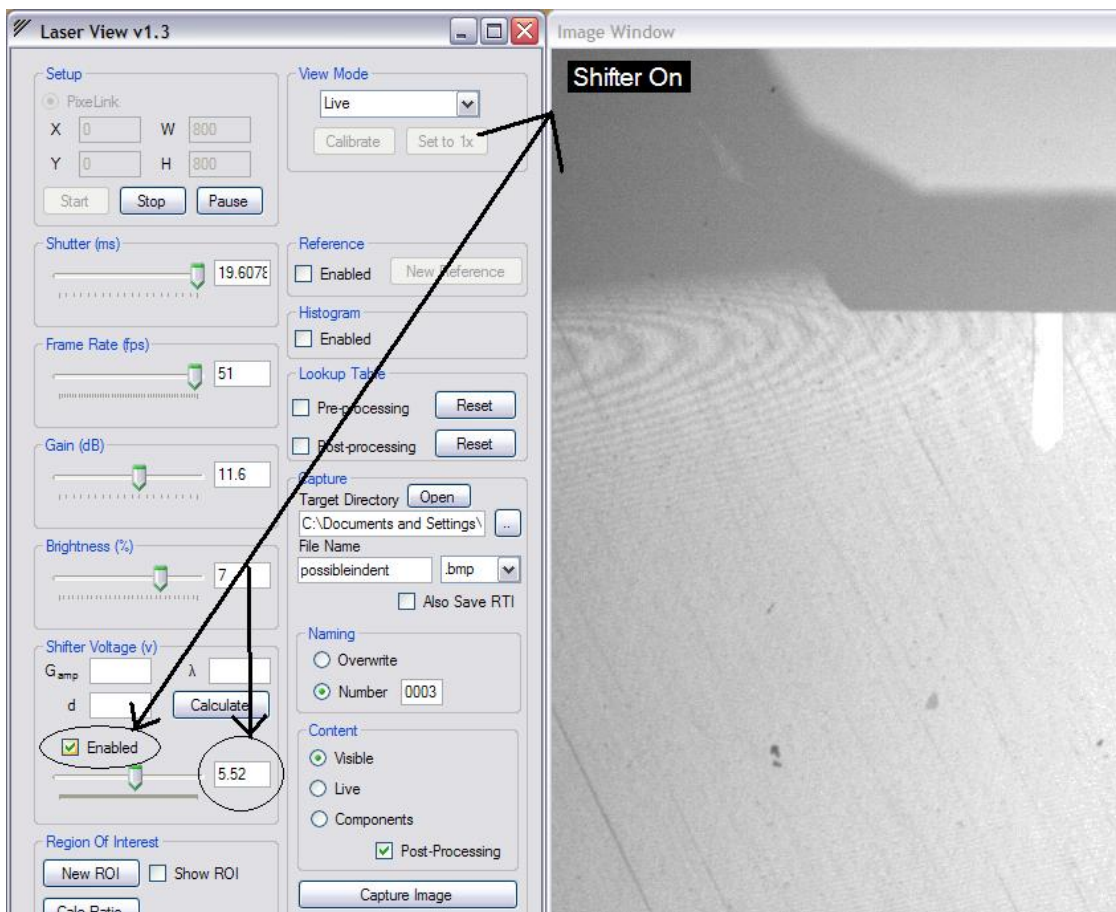 Laser View v1.3
Setup
PixeLink
X 0 W 800
Y 0 H 800
Start Stop Pause
View Mode
Live
Calibrate Set to 1x
Shutter (ms)
19.6078
Reference
Enabled New Reference
Histogram
Enabled
Frame Rate (fps)
51
Lookup Table
Pre-processing Reset
Post-processing Reset
Gain (dB)
11.6
Capture
Target Directory Open
C:\Documents and Settings\ ..
File Name
possibleindent .bmp
Also Save RTI
Brightness (%)
7
Naming
Overwrite
Number 0003
Shifter Voltage (v)
Gamp λ
d Calculate
Enabled
5.52
Content
Visible
Live
Components
Post-Processing
Region Of Interest
New ROI Show ROI
Calc Ratio
Capture Image
Image Window
Shifter On